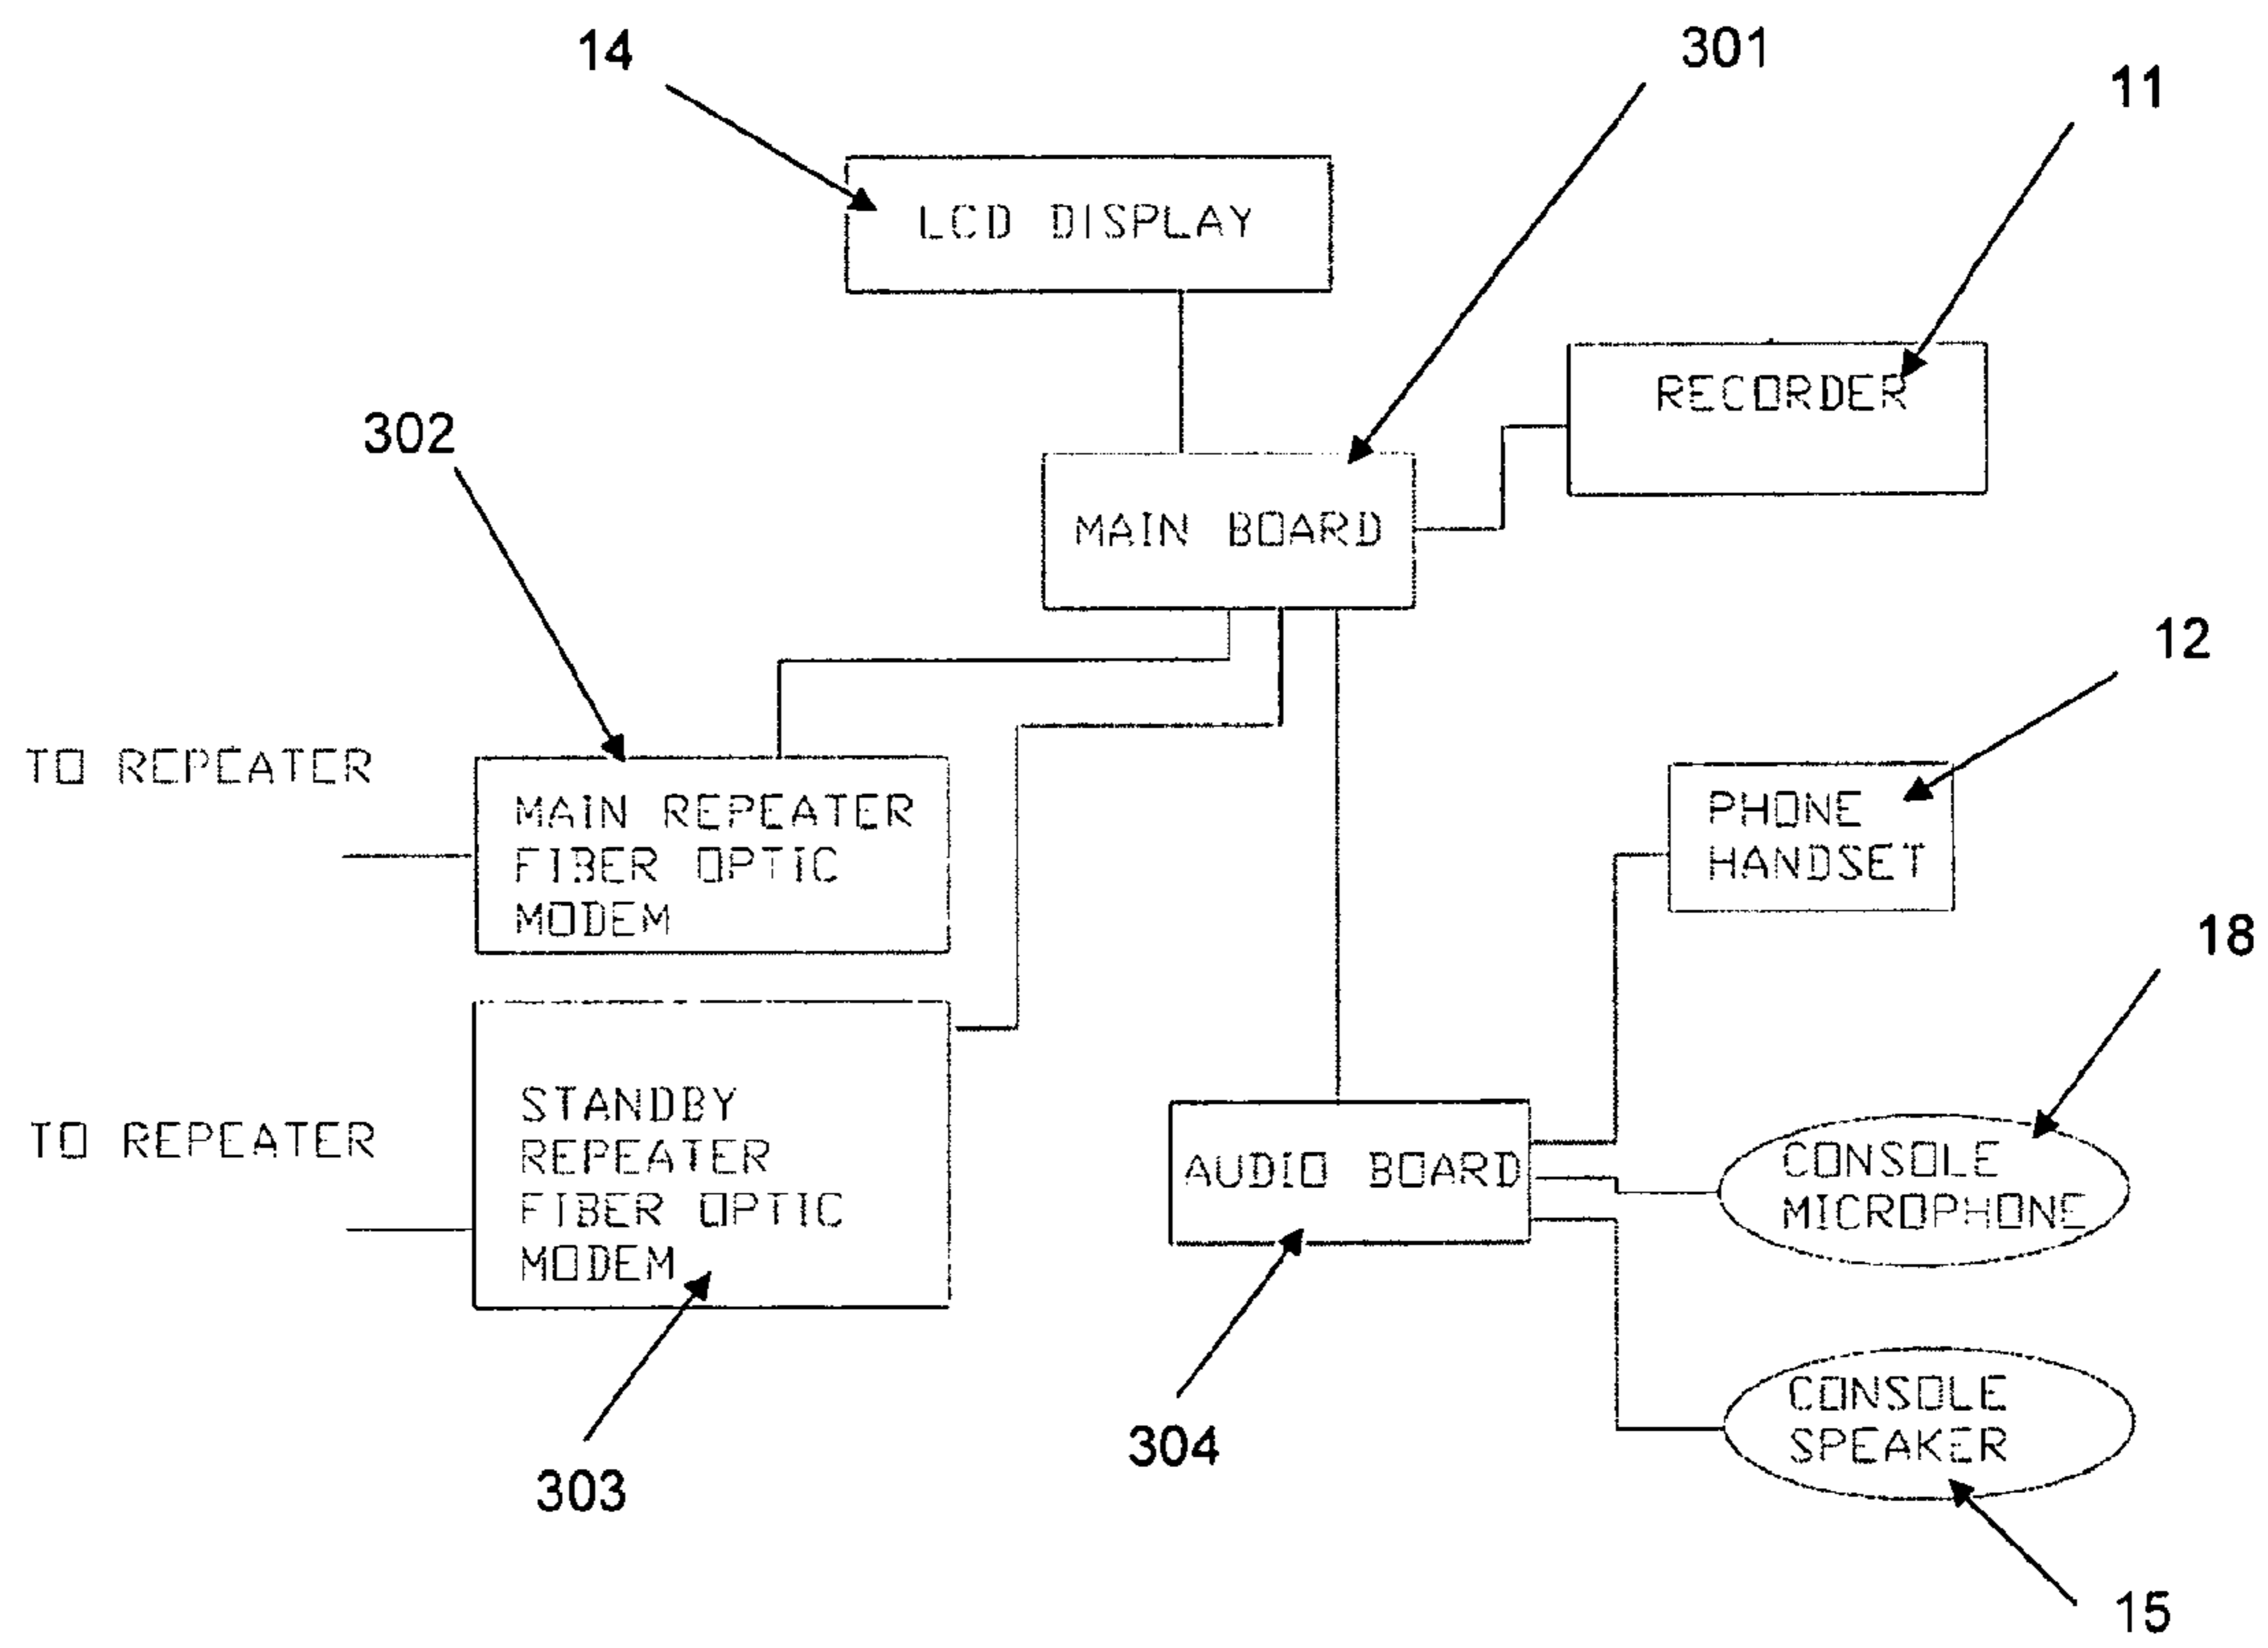 14
301
11
LCD DISPLAY
RECORDER
302
MAIN BOARD
12
TO REPEATER
MAIN REPEATER
FIBER OPTIC
MODEM
PHONE
HANDSET
18
TO REPEATER
STANDBY
REPEATER
FIBER OPTIC
MODEM
AUDIO BOARD
CONSOLE
MICROPHONE
304
303
CONSOLE
SPEAKER
15